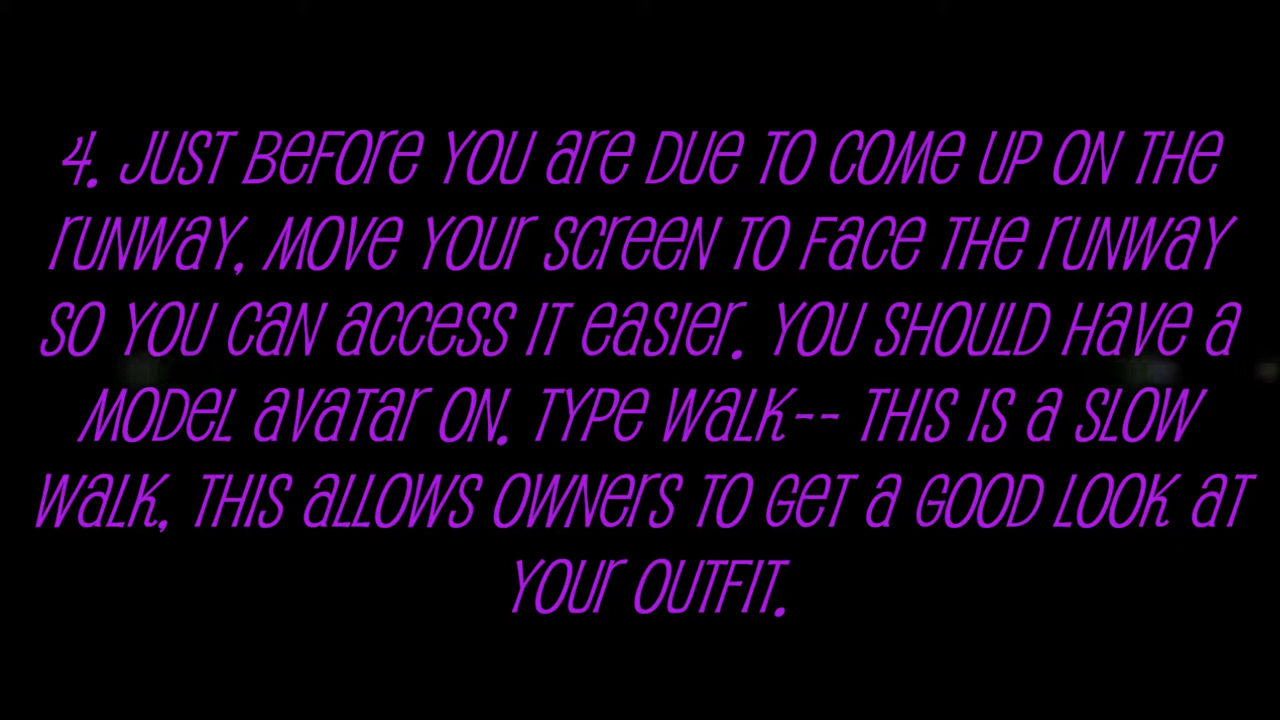 4. JUST BeFOre YOU are DUE TO COMe UP ON THe
rUNWaY, MOVe YOUr SCreeN TO Face THe rUNWaY
SO YOU CaN access IT easier. YOU SHOULD Have a
MODeL avaTar ON. TYPe WaLK-- THIS IS a SLOW
WaLK, THIS aLLOWS OWNerS TO GeT a GOOD LOOK aT
YOUr OUTFIT.